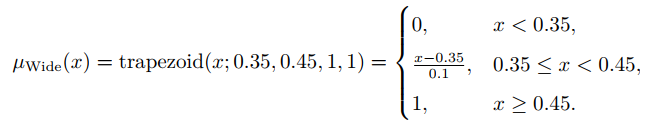 μ_Wide(x) = trapezoid(x; 0.35, 0.45, 1, 1) = { 0, x < 0.35,
(x−0.35)/0.1, 0.35 ≤ x < 0.45,
1, x ≥ 0.45.